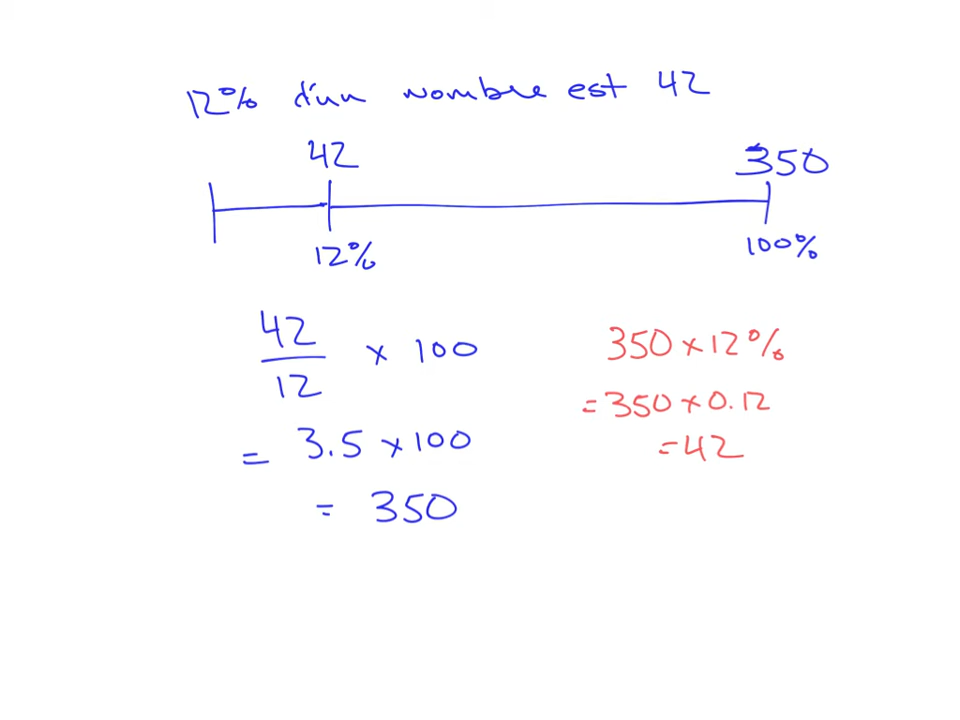 12% d'un nombre est 42
42 350
12% 100%
42
12
× 100
= 3.5 × 100
= 350
350 × 12%
= 350 × 0.12
= 42